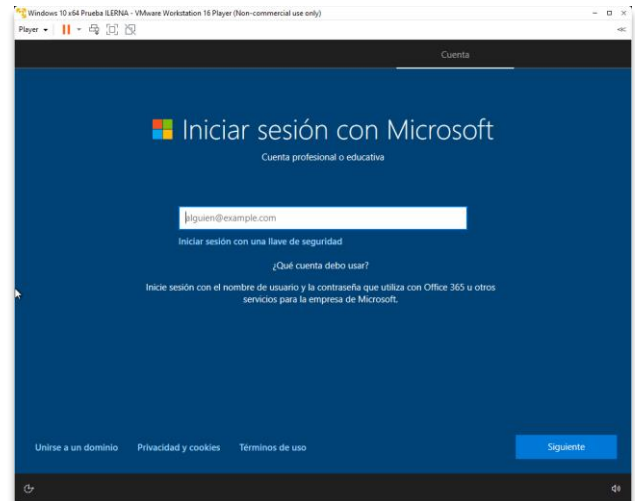 Windows 10 x64 Prueba ILERNA - VMware Workstation 16 Player (Non-commercial use only)
Player
Cuenta
Iniciar sesión con Microsoft
Cuenta profesional o educativa
alguien@example.com
Iniciar sesión con una llave de seguridad
¿Qué cuenta debo usar?
Inicie sesión con el nombre de usuario y la contraseña que utiliza con Office 365 u otros
servicios para la empresa de Microsoft.
Unirse a un dominio Privacidad y cookies Términos de uso Siguiente